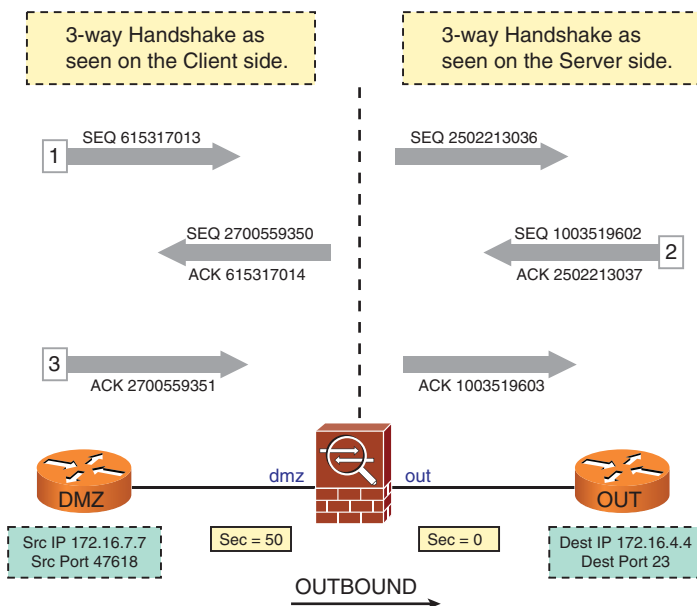 3-way Handshake as
seen on the Client side.
3-way Handshake as
seen on the Server side.
1
SEQ 615317013
SEQ 2502213036
SEQ 2700559350
ACK 615317014
SEQ 1003519602
ACK 2502213037
2
3
ACK 2700559351
ACK 1003519603
dmz
out
DMZ
OUT
Src IP 172.16.7.7
Src Port 47618
Sec = 50
Sec = 0
Dest IP 172.16.4.4
Dest Port 23
OUTBOUND